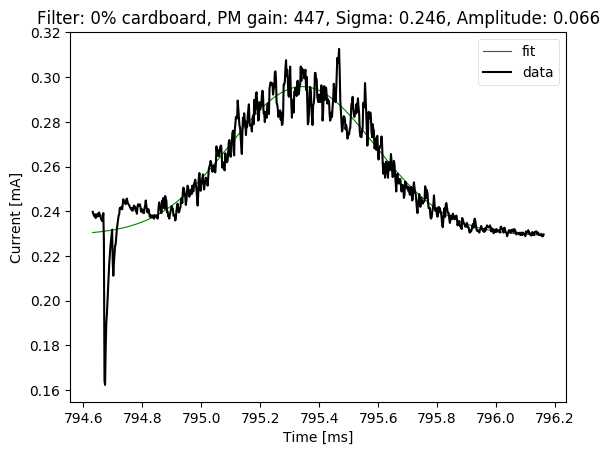 Filter: 0% cardboard, PM gain: 447, Sigma: 0.246, Amplitude: 0.066
0.32
fit
data
0.30
0.28
0.26
0.24
0.22
0.20
0.18
0.16
Current [mA]
794.6 794.8 795.0 795.2 795.4 795.6 795.8 796.0 796.2
Time [ms]